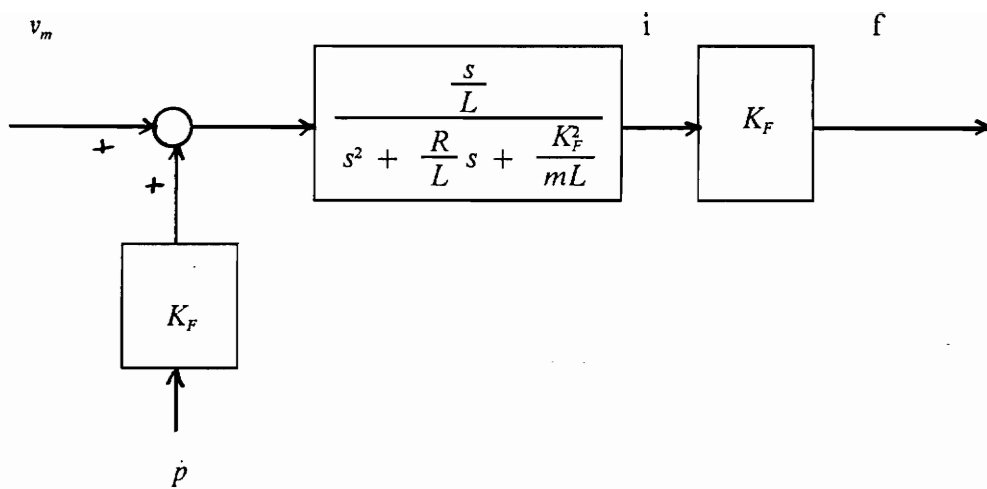 v_m
i
f
s/L
s² + R/L s + K_F²/mL
K_F
+
+
K_F
ṗ